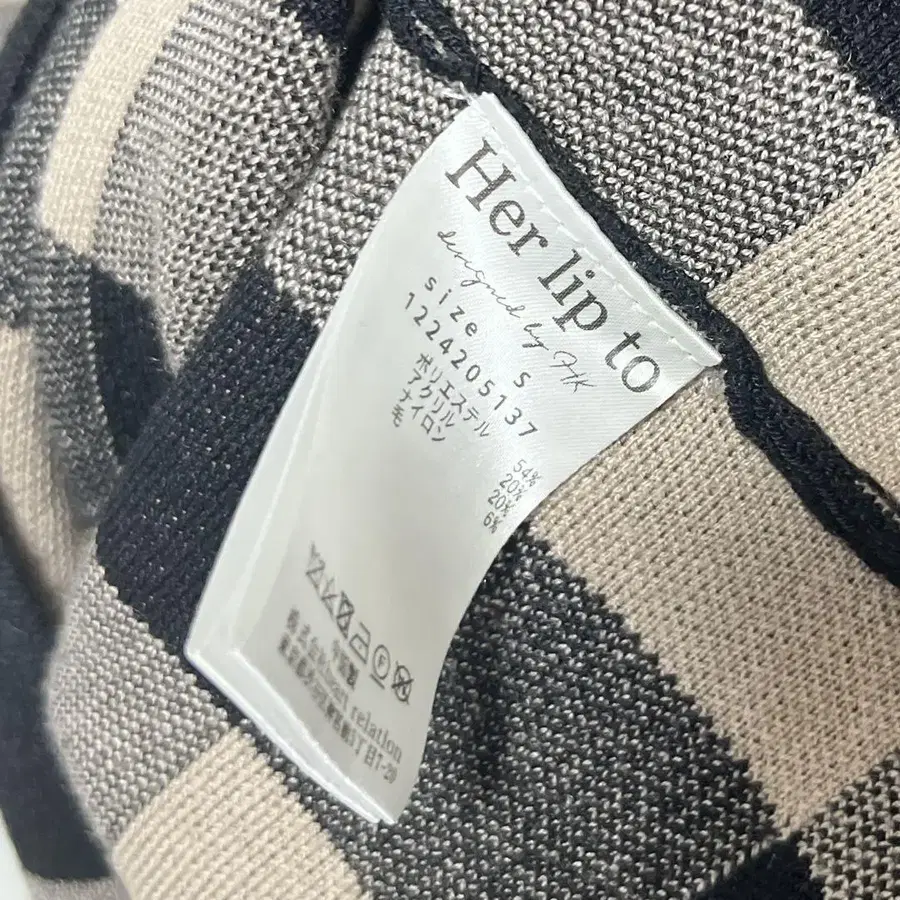 Her lip to
designed by HK
size S
1224205137
ポリエステル 54%
アクリル 20%
ナイロン 20%
毛 6%
F
中国製
株式会社heart relation